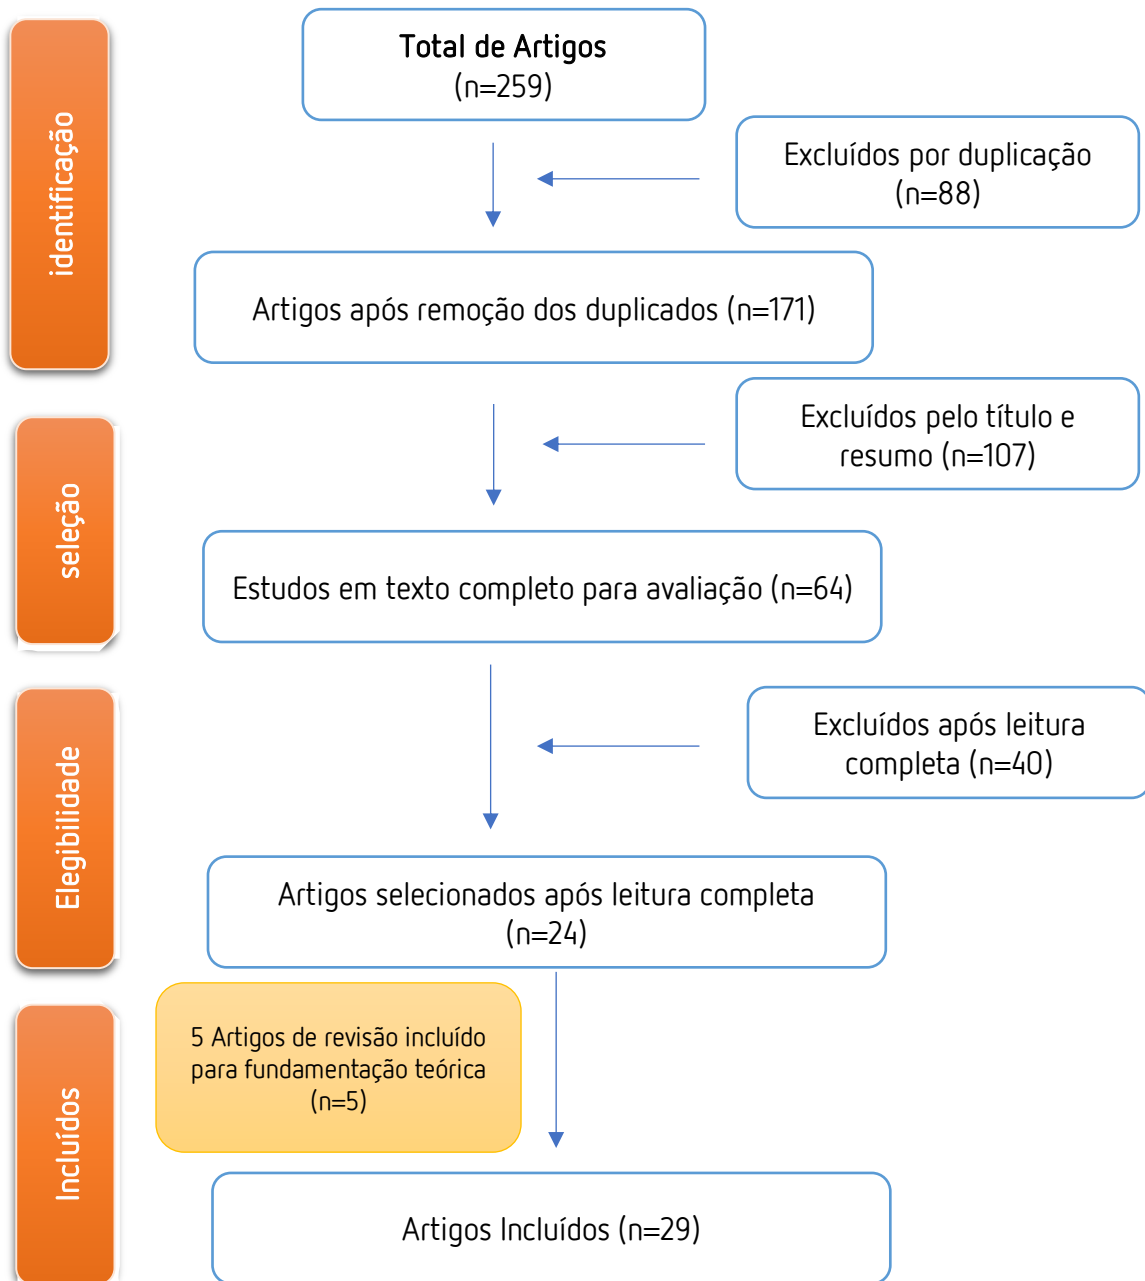 identificação
Total de Artigos
(n=259)
Excluídos por duplicação
(n=88)
Artigos após remoção dos duplicados (n=171)
seleção
Excluídos pelo título e
resumo (n=107)
Estudos em texto completo para avaliação (n=64)
Elegibilidade
Excluídos após leitura
completa (n=40)
Artigos selecionados após leitura completa
(n=24)
Incluídos
5 Artigos de revisão incluído
para fundamentação teórica
(n=5)
Artigos Incluídos (n=29)